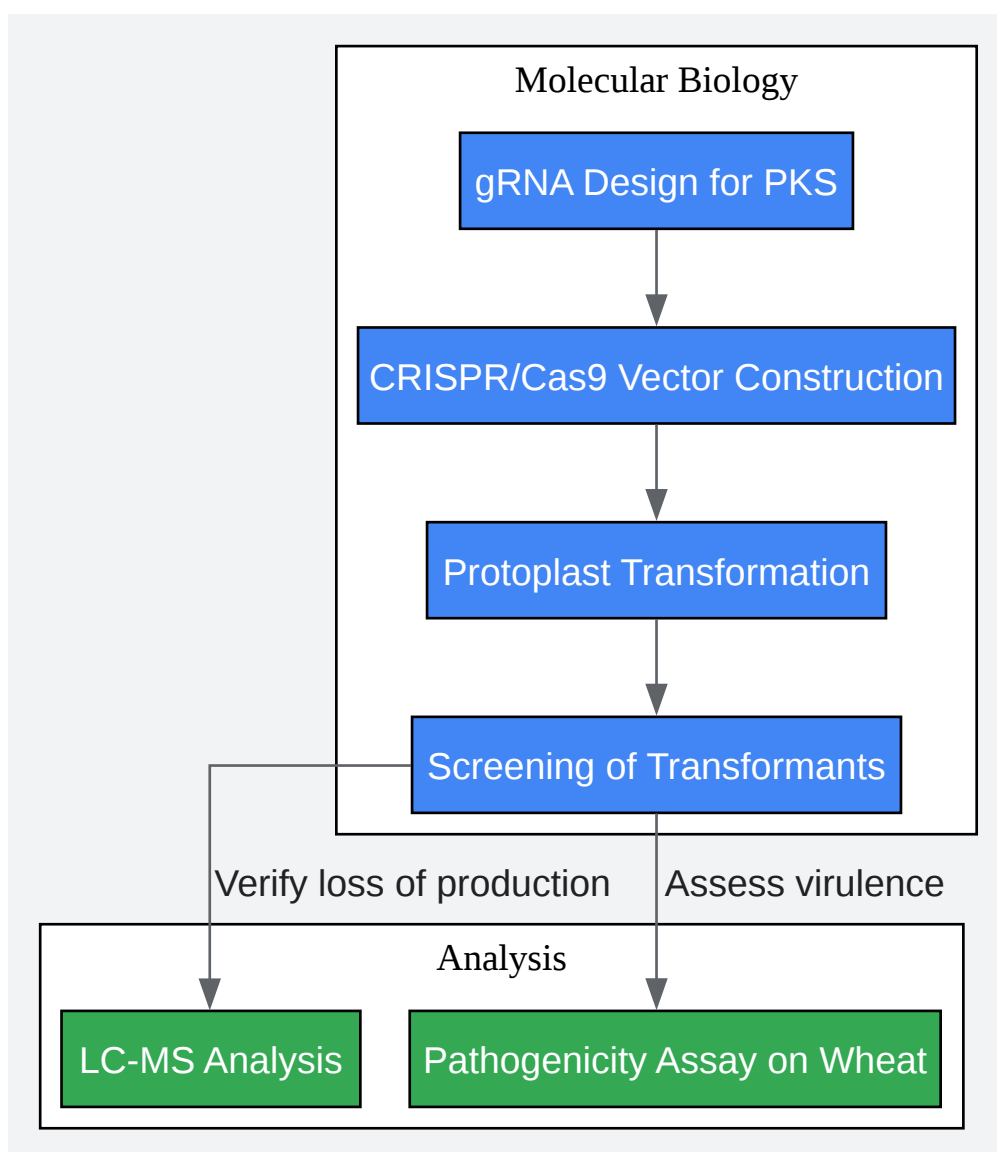 Molecular Biology
gRNA Design for PKS
CRISPR/Cas9 Vector Construction
Protoplast Transformation
Screening of Transformants
Verify loss of production
Assess virulence
Analysis
LC-MS Analysis
Pathogenicity Assay on Wheat